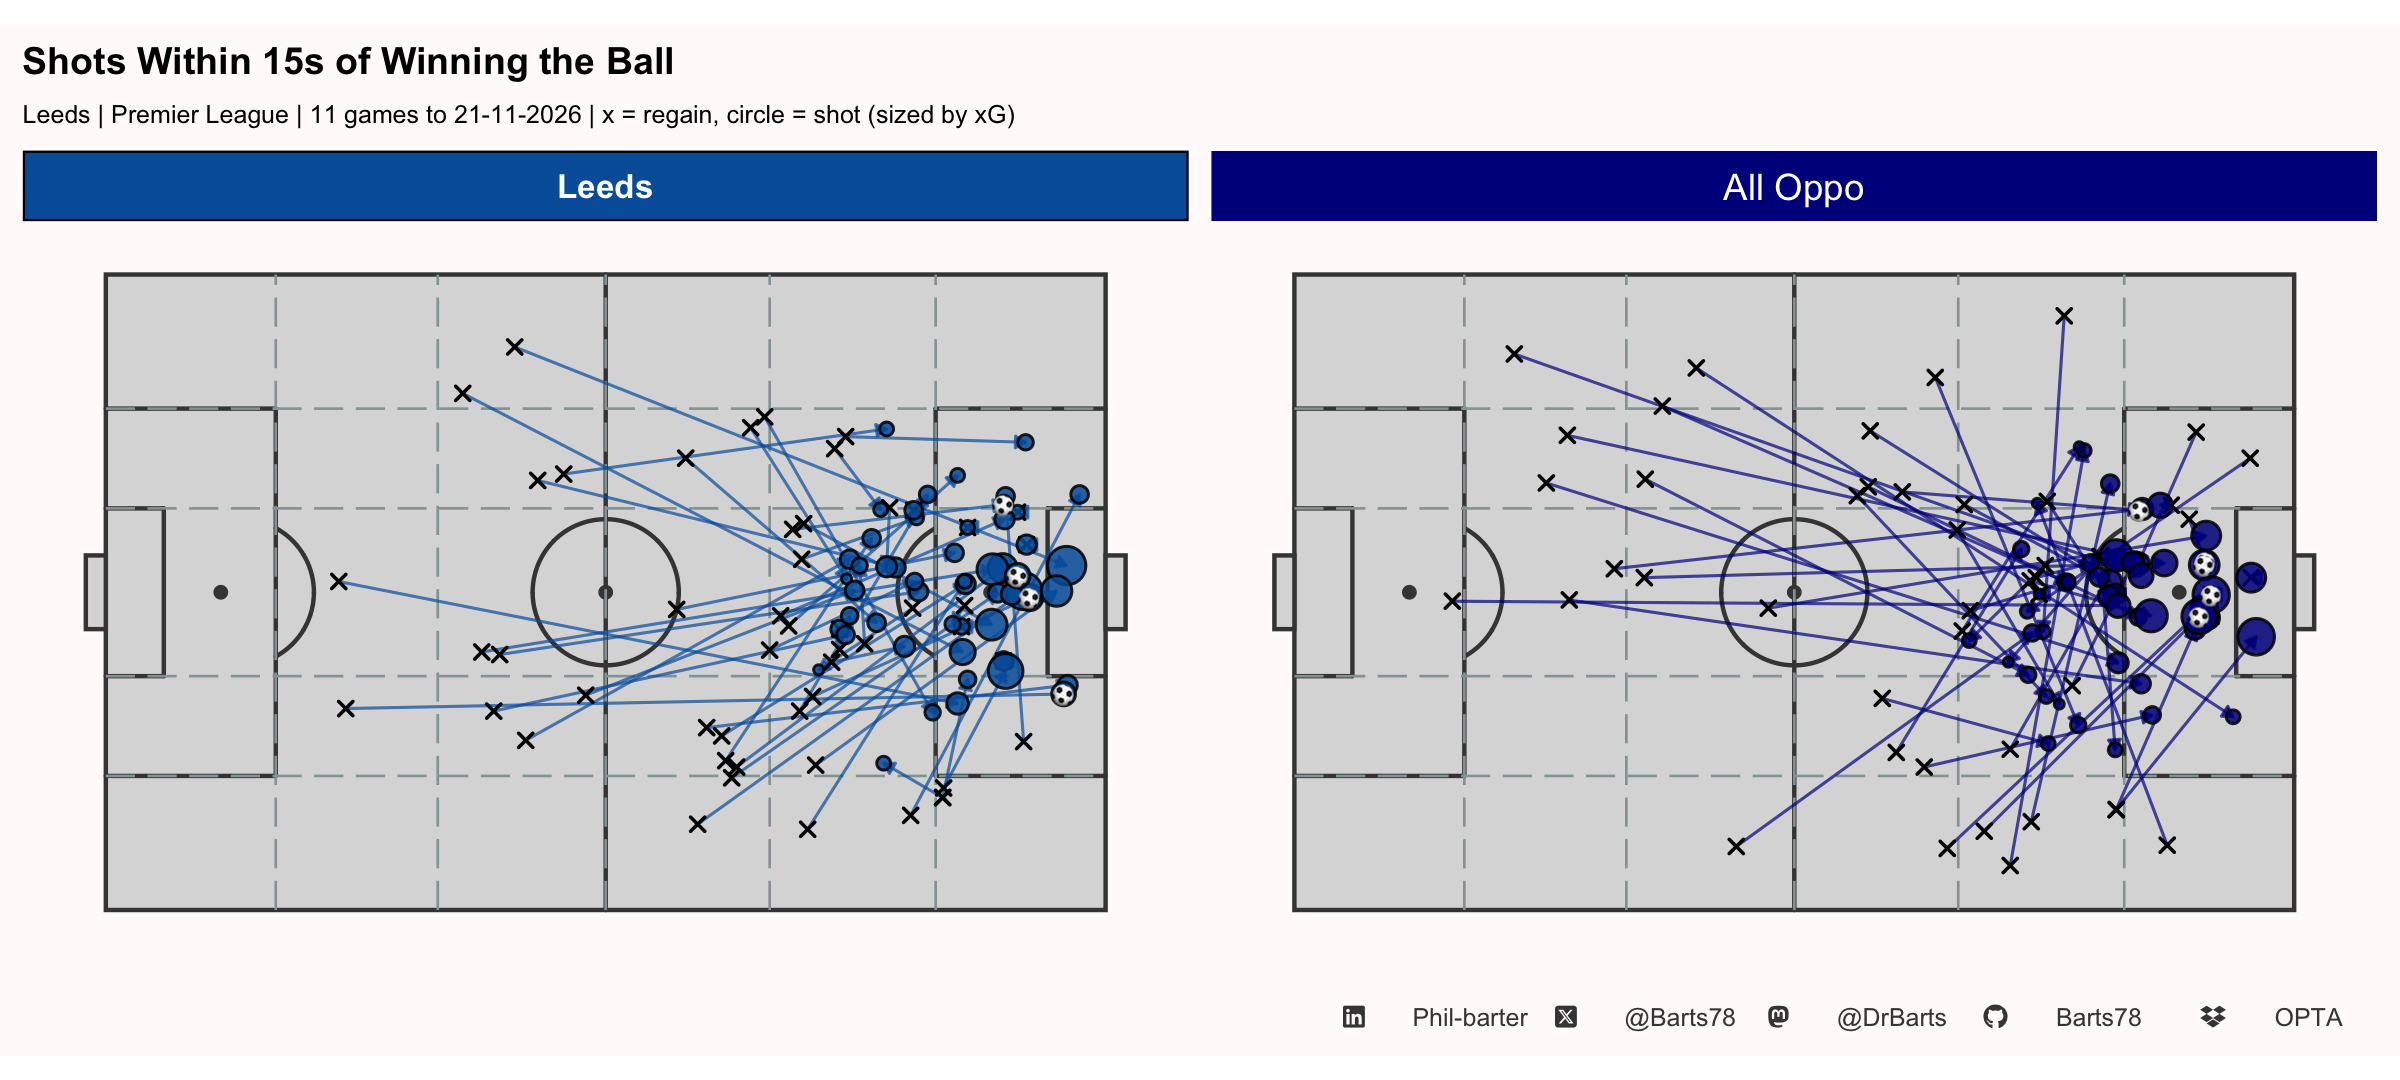 Shots Within 15s of Winning the Ball
Leeds | Premier League | 11 games to 21-11-2026 | x = regain, circle = shot (sized by xG)
Leeds
All Oppo
Phil-barter @Barts78 @DrBarts Barts78 OPTA